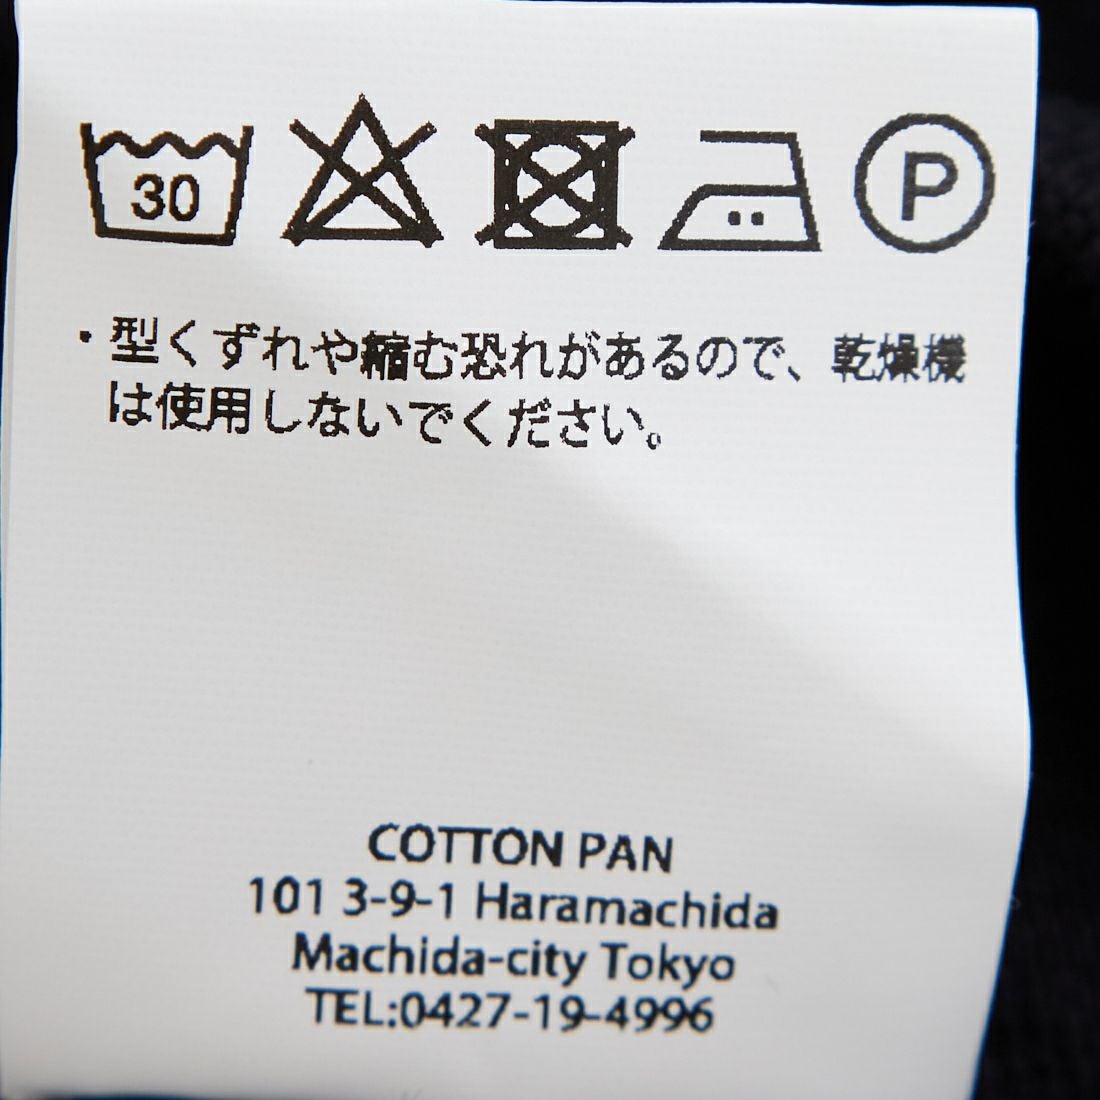 30
P
・型くずれや縮む恐れがあるので、乾燥機
は使用しないでください。
COTTON PAN
101 3-9-1 Haramachida
Machida-city Tokyo
TEL:0427-19-4996